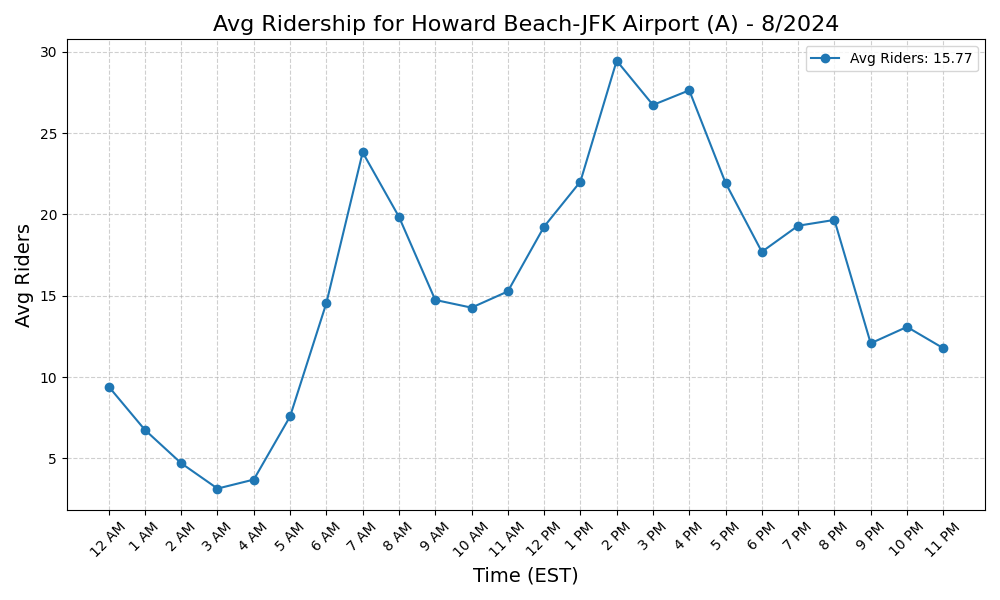 Avg Ridership for Howard Beach-JFK Airport (A) - 8/2024
Avg Riders: 15.77
Avg Riders
30
25
20
15
10
5
12 AM
1 AM
2 AM
3 AM
4 AM
5 AM
6 AM
7 AM
8 AM
9 AM
10 AM
11 AM
12 PM
1 PM
2 PM
3 PM
4 PM
5 PM
6 PM
7 PM
8 PM
9 PM
10 PM
11 PM
Time (EST)